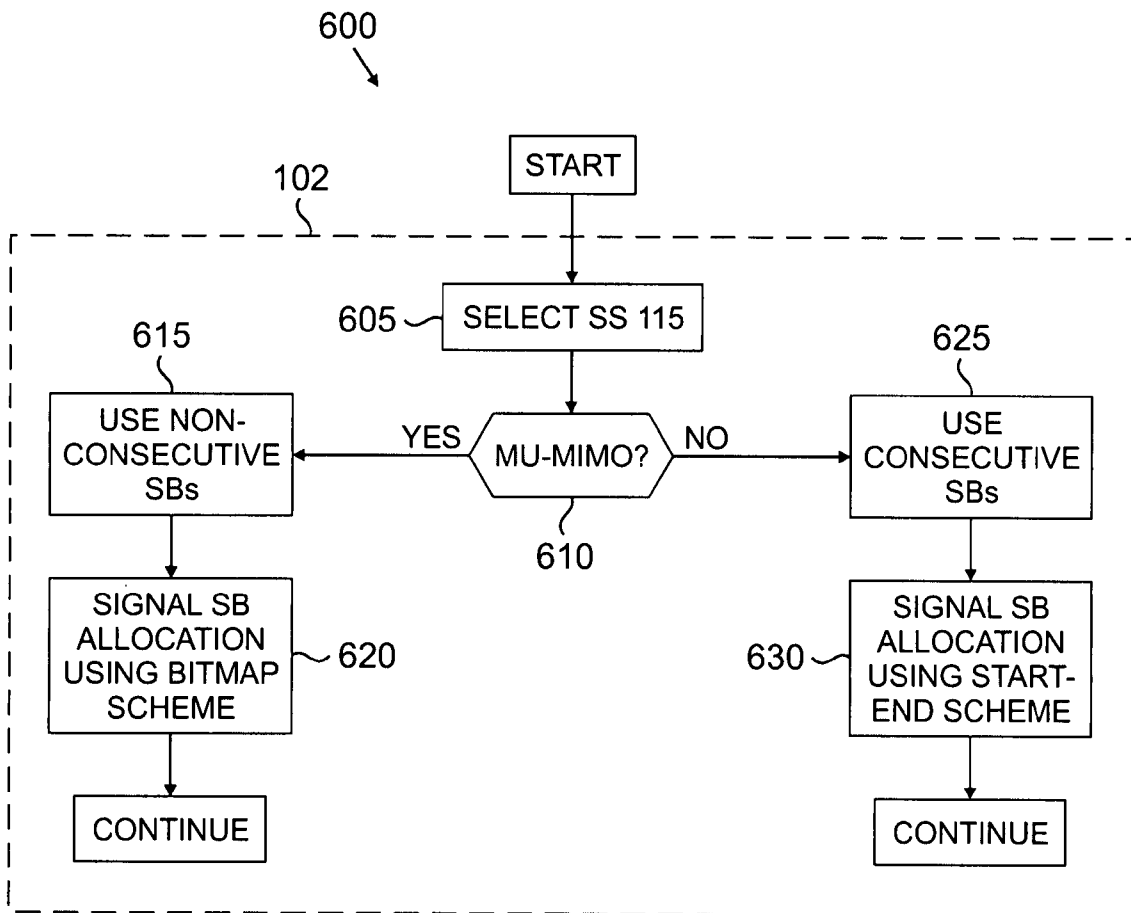 600
START
102
605
SELECT SS 115
615
625
USE NON-
CONSECUTIVE
SBs
YES
MU-MIMO?
NO
USE
CONSECUTIVE
SBs
610
SIGNAL SB
ALLOCATION
USING BITMAP
SCHEME
620
630
SIGNAL SB
ALLOCATION
USING START-
END SCHEME
CONTINUE
CONTINUE